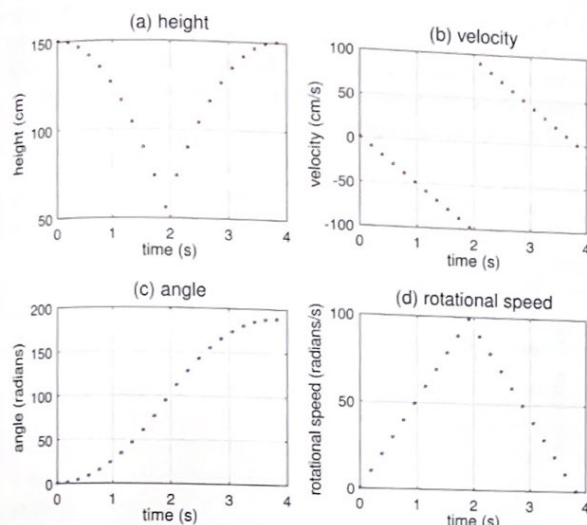 (a) height
150
100
50
height (cm)
0 1 2 3 4
time (s)
(b) velocity
100
50
0
-50
-100
velocity (cm/s)
0 1 2 3 4
time (s)
(c) angle
200
150
100
50
0
angle (radians)
0 1 2 3 4
time (s)
(d) rotational speed
100
50
0
rotational speed (radians/s)
0 1 2 3 4
time (s)